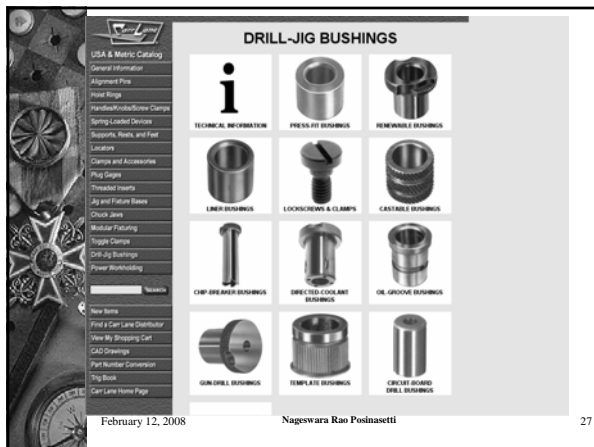 Carr Lane
DRILL-JIG BUSHINGS
USA & Metric Catalog
General Information
Alignment Pins
Hoist Rings
Handles/Knobs/Screw Clamps
Spring-Loaded Devices
Supports, Rests, and Feet
Locators
Clamps and Accessories
Plug Gages
Threaded Inserts
Jig and Fixture Bases
Chuck Jaws
Modular Fixturing
Toggle Clamps
Drill-Jig Bushings
Power Workholding
SEARCH
New Items
Find a Carr Lane Distributor
View My Shopping Cart
CAD Drawings
Part Number Conversion
Trig Book
Carr Lane Home Page
i
TECHNICAL INFORMATION
PRESS-FIT BUSHINGS
RENEWABLE BUSHINGS
LINER BUSHINGS
LOCKSCREWS & CLAMPS
CASTABLE BUSHINGS
CHIP-BREAKER BUSHINGS
DIRECTED-COOLANT
BUSHINGS
OIL-GROOVE BUSHINGS
GUN-DRILL BUSHINGS
TEMPLATE BUSHINGS
CIRCUIT-BOARD
DRILL BUSHINGS
February 12, 2008
Nageswara Rao Posinasetti
27